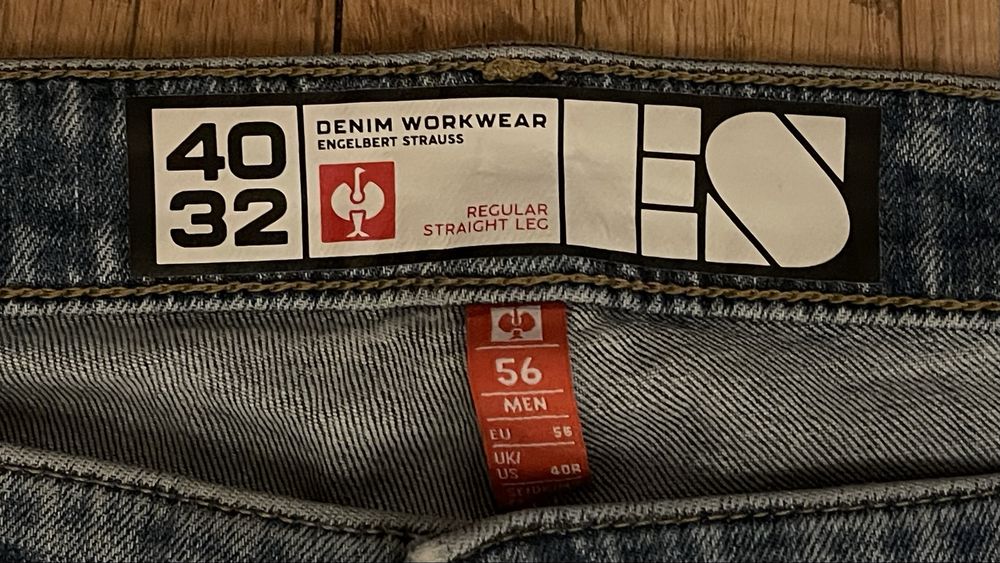 40
32
DENIM WORKWEAR
ENGELBERT STRAUSS
REGULAR
STRAIGHT LEG
ES
56
MEN
EU 56
UK/
US 40R